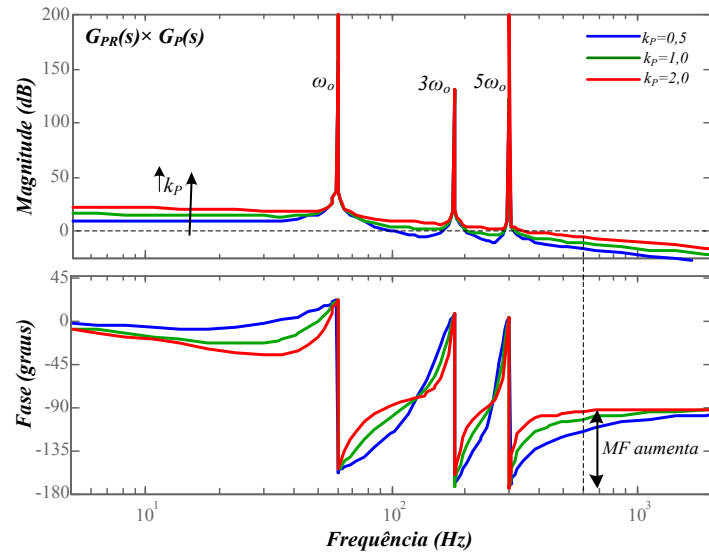 G_PR(s)× G_P(s)
Magnitude (dB)
200
150
100
50
0
ω_o
3ω_o
5ω_o
k_P=0,5
k_P=1,0
k_P=2,0
↑k_P
Fase (graus)
45
0
-45
-90
-135
-180
MF aumenta
10^1
10^2
10^3
Frequência (Hz)